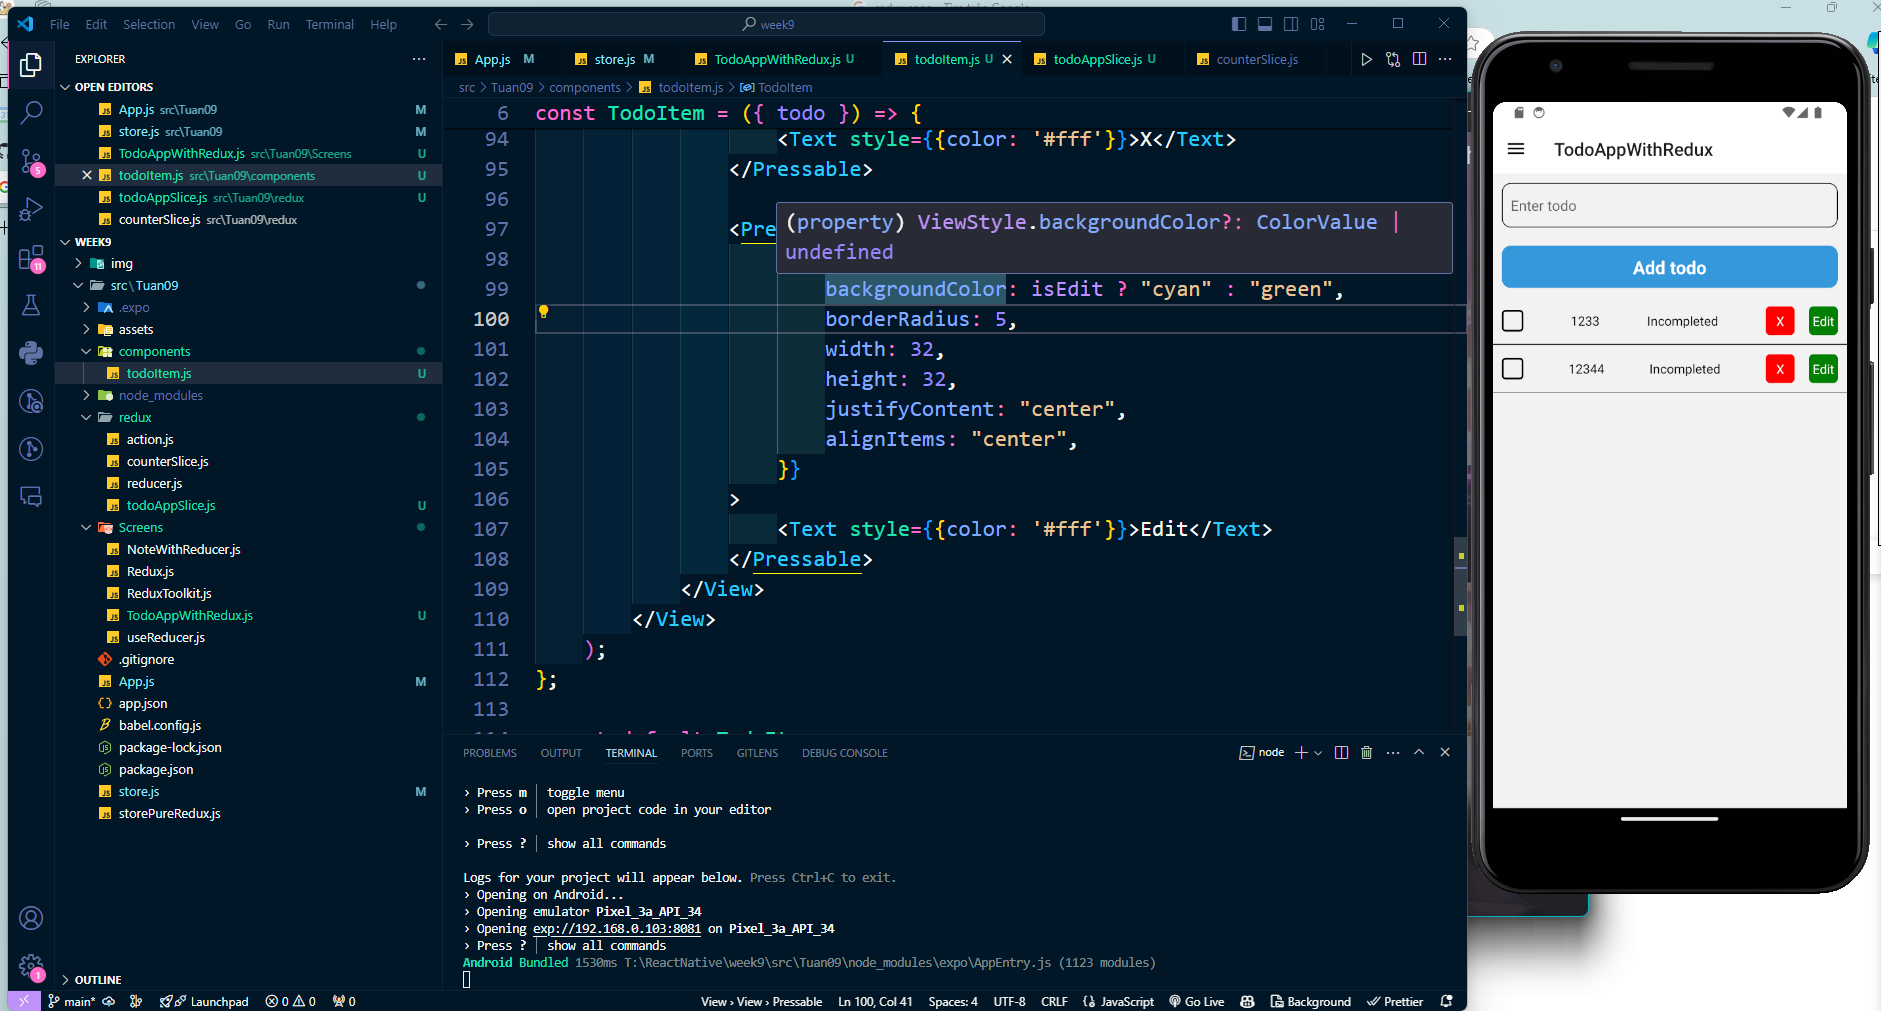 File Edit Selection View Go Run Terminal Help
week9
EXPLORER
OPEN EDITORS
App.js src\Tuan09 M
store.js src\Tuan09 M
TodoAppWithRedux.js src\Tuan09\Screens U
todoItem.js src\Tuan09\components U
todoAppSlice.js src\Tuan09\redux U
counterSlice.js src\Tuan09\redux
WEEK9
img
src\Tuan09
.expo
assets
components
todoItem.js U
node_modules
redux
action.js
counterSlice.js
reducer.js
todoAppSlice.js U
Screens
NoteWithReducer.js
Redux.js
ReduxToolkit.js
TodoAppWithRedux.js U
useReducer.js
.gitignore
App.js M
app.json
babel.config.js
package-lock.json
package.json
store.js M
storePureRedux.js
OUTLINE
5
11
1
App.js M store.js M TodoAppWithRedux.js U todoItem.js U todoAppSlice.js U counterSlice.js
src > Tuan09 > components > todoItem.js > TodoItem
6 const TodoItem = ({ todo }) => {
94 <Text style={{color: '#fff'}}>X</Text>
95 </Pressable>
96
97 <Pre
(property) ViewStyle.backgroundColor?: ColorValue |
undefined
98
99 backgroundColor: isEdit ? "cyan" : "green",
100 borderRadius: 5,
101 width: 32,
102 height: 32,
103 justifyContent: "center",
104 alignItems: "center",
105 }}
106 >
107 <Text style={{color: '#fff'}}>Edit</Text>
108 </Pressable>
109 </View>
110 </View>
111 );
112 };
113
PROBLEMS OUTPUT TERMINAL PORTS GITLENS DEBUG CONSOLE
node
› Press m │ toggle menu
› Press o │ open project code in your editor
› Press ? │ show all commands
Logs for your project will appear below. Press Ctrl+C to exit.
› Opening on Android...
› Opening emulator Pixel_3a_API_34
› Opening exp://192.168.0.103:8081 on Pixel_3a_API_34
› Press ? │ show all commands
Android Bundled 1530ms T:\ReactNative\week9\src\Tuan09\node_modules\expo\AppEntry.js (1123 modules)
main* Launchpad 0 0 0 View > View > Pressable Ln 100, Col 41 Spaces: 4 UTF-8 CRLF JavaScript Go Live Background Prettier
TodoAppWithRedux
Enter todo
Add todo
1233 Incompleted X Edit
12344 Incompleted X Edit